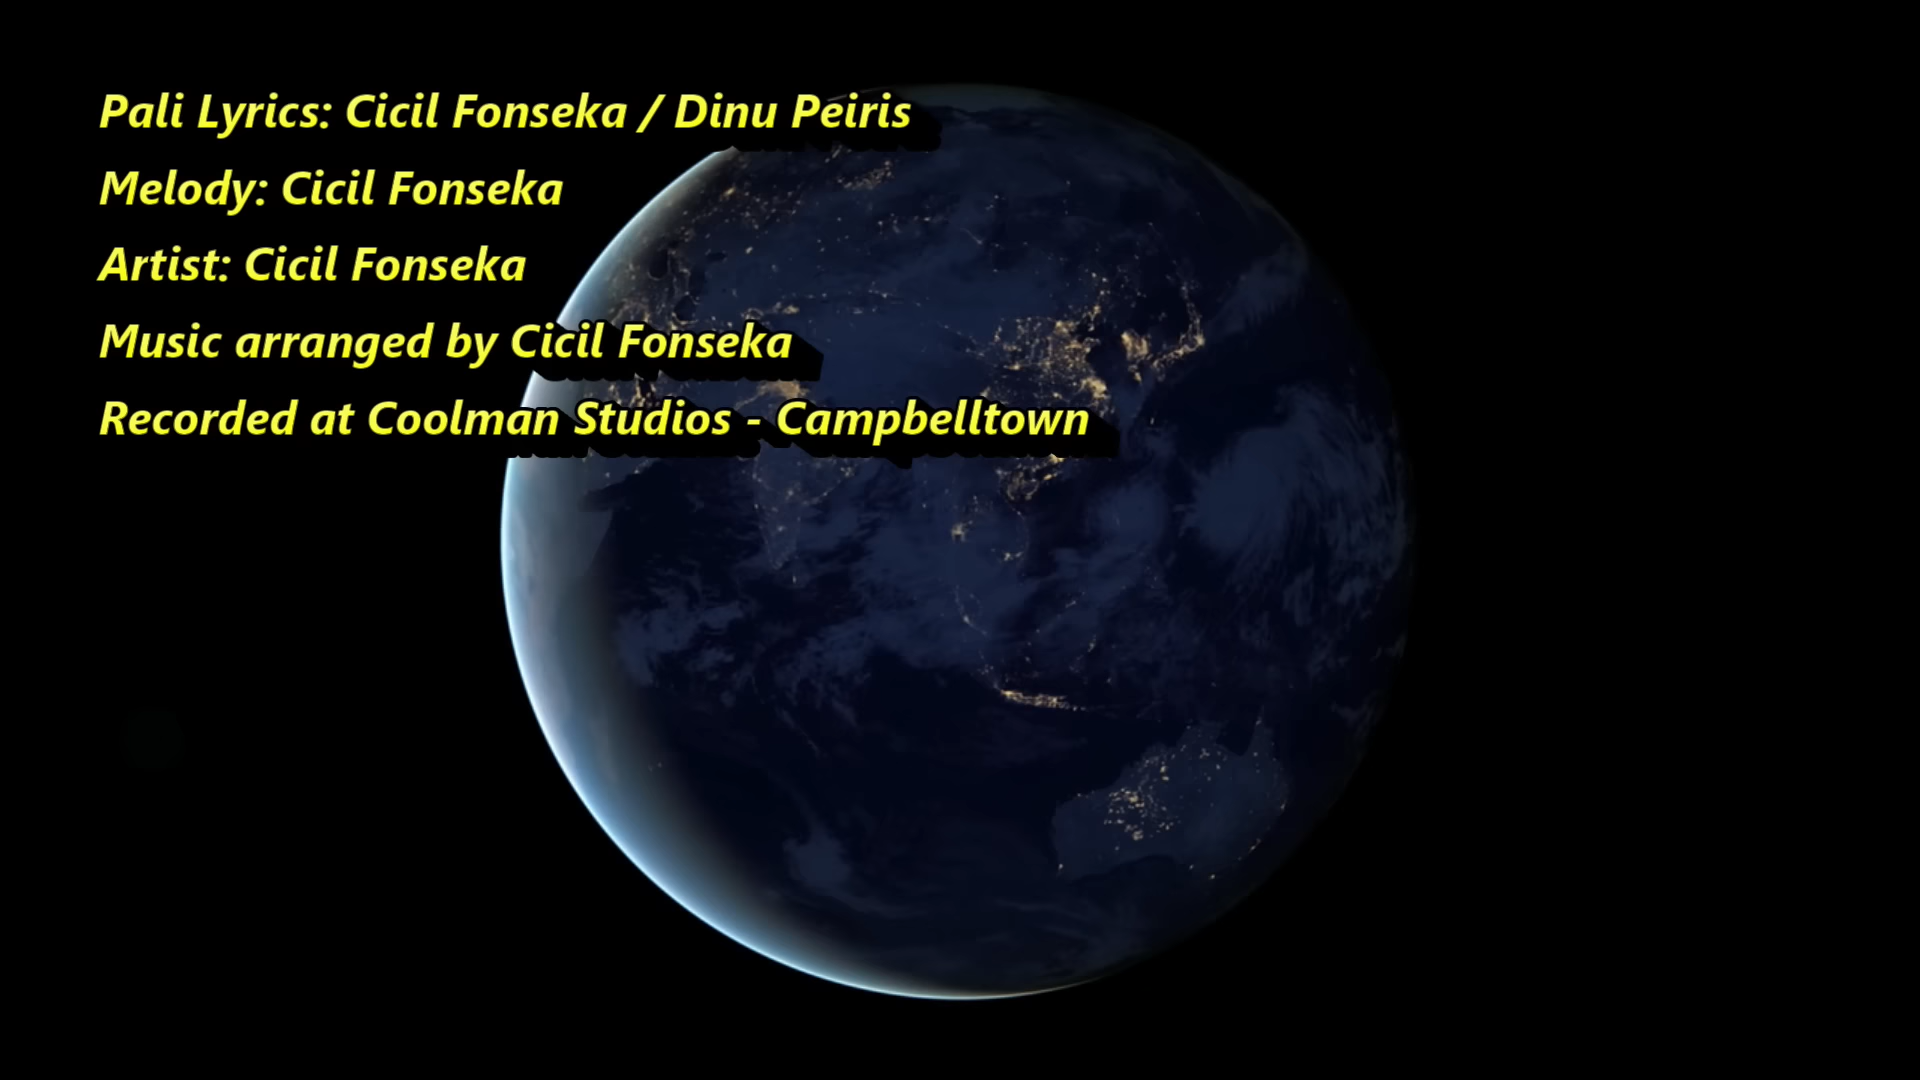 Pali Lyrics: Cicil Fonseka / Dinu Peiris
Melody: Cicil Fonseka
Artist: Cicil Fonseka
Music arranged by Cicil Fonseka
Recorded at Coolman Studios - Campbelltown